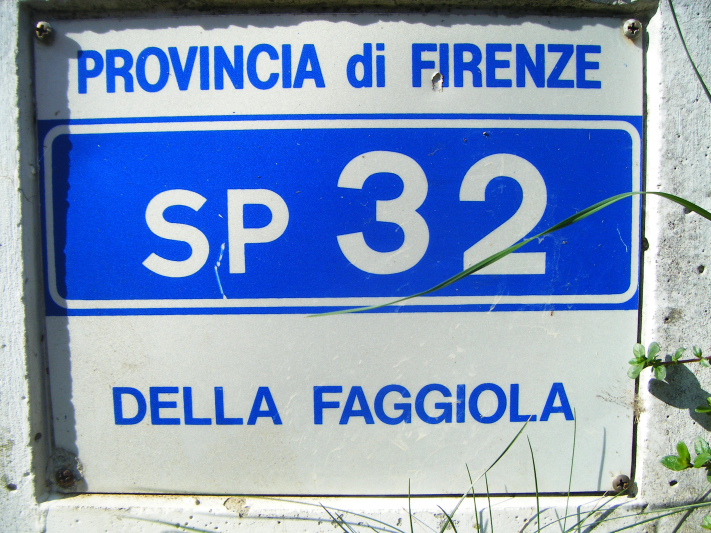 PROVINCIA di FIRENZE
SP 32
DELLA FAGGIOLA